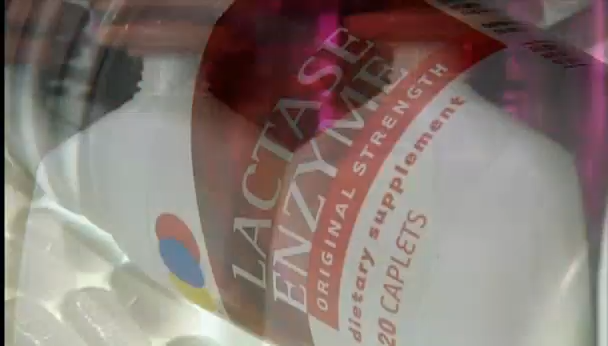 LACTASE
ENZYME
ORIGINAL STRENGTH
dietary supplement
20 CAPLETS